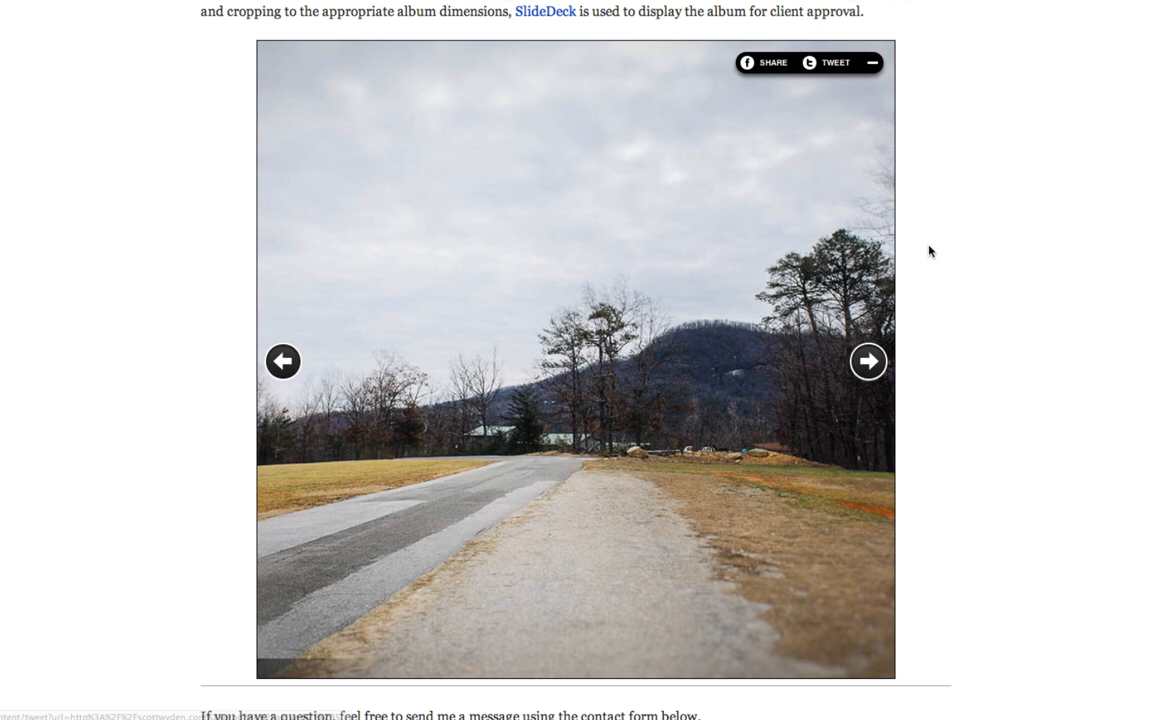 and cropping to the appropriate album dimensions, SlideDeck is used to display the album for client approval.
SHARE TWEET
If you have a question, feel free to send me a message using the contact form below.